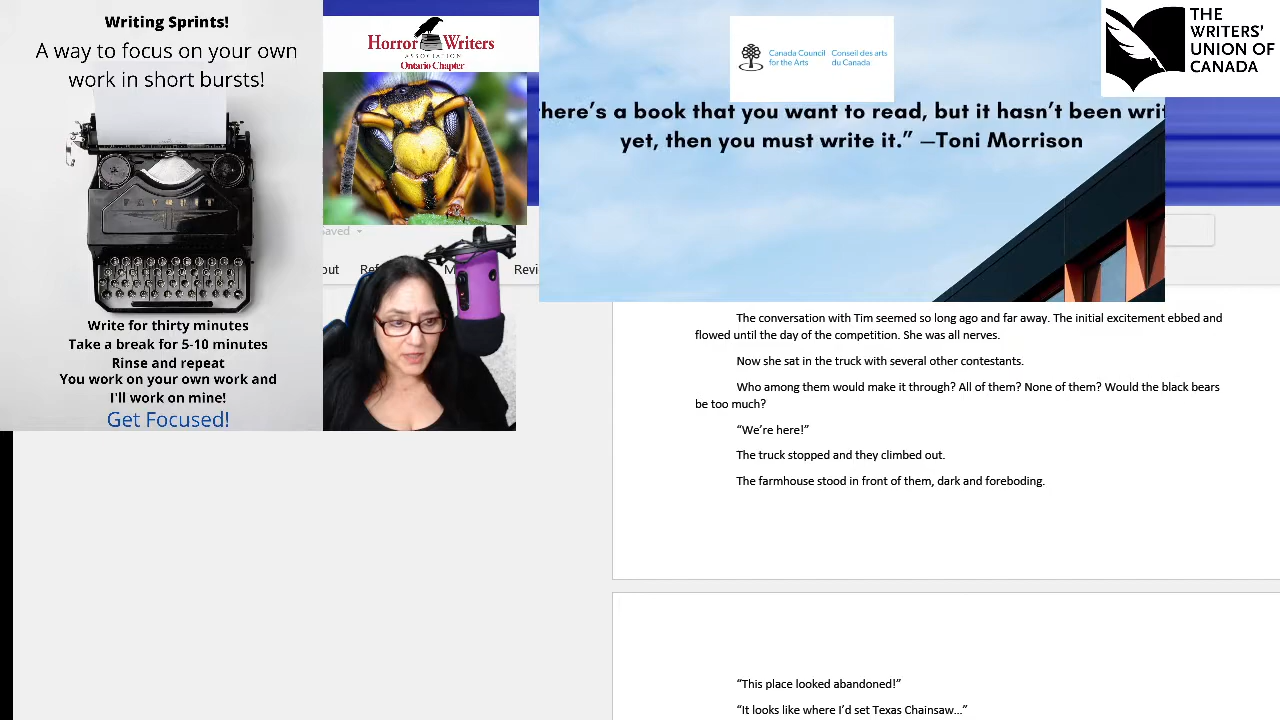 Writing Sprints!
A way to focus on your own
work in short bursts!
Write for thirty minutes
Take a break for 5-10 minutes
Rinse and repeat
You work on your own work and
I'll work on mine!
Get Focused!
Horror Writers
ASSOCIATION
Ontario Chapter
Saved
out
Ref
M
Revi
Canada Council
for the Arts
Conseil des arts
du Canada
here’s a book that you want to read, but it hasn’t been writ
yet, then you must write it.” —Toni Morrison
THE
WRITERS’
UNION OF
CANADA
The conversation with Tim seemed so long ago and far away. The initial excitement ebbed and
flowed until the day of the competition. She was all nerves.
Now she sat in the truck with several other contestants.
Who among them would make it through? All of them? None of them? Would the black bears
be too much?
“We’re here!”
The truck stopped and they climbed out.
The farmhouse stood in front of them, dark and foreboding.
“This place looked abandoned!”
“It looks like where I’d set Texas Chainsaw…”